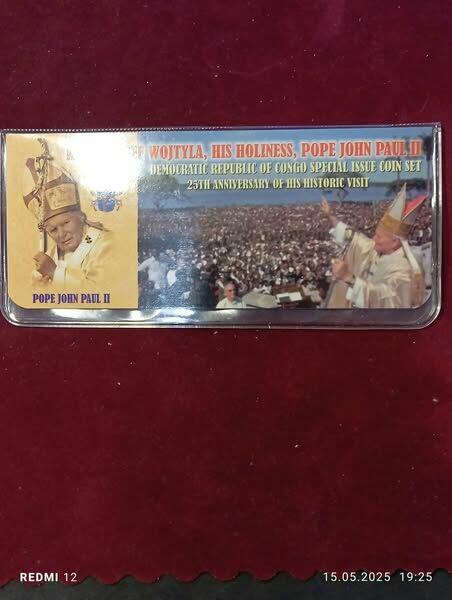 WOJTYLA, HIS HOLINESS, POPE JOHN PAUL II
DEMOCRATIC REPUBLIC OF CONGO SPECIAL ISSUE COIN SET
25TH ANNIVERSARY OF HIS HISTORIC VISIT
POPE JOHN PAUL II
REDMI 12
15.05.2025 19:25